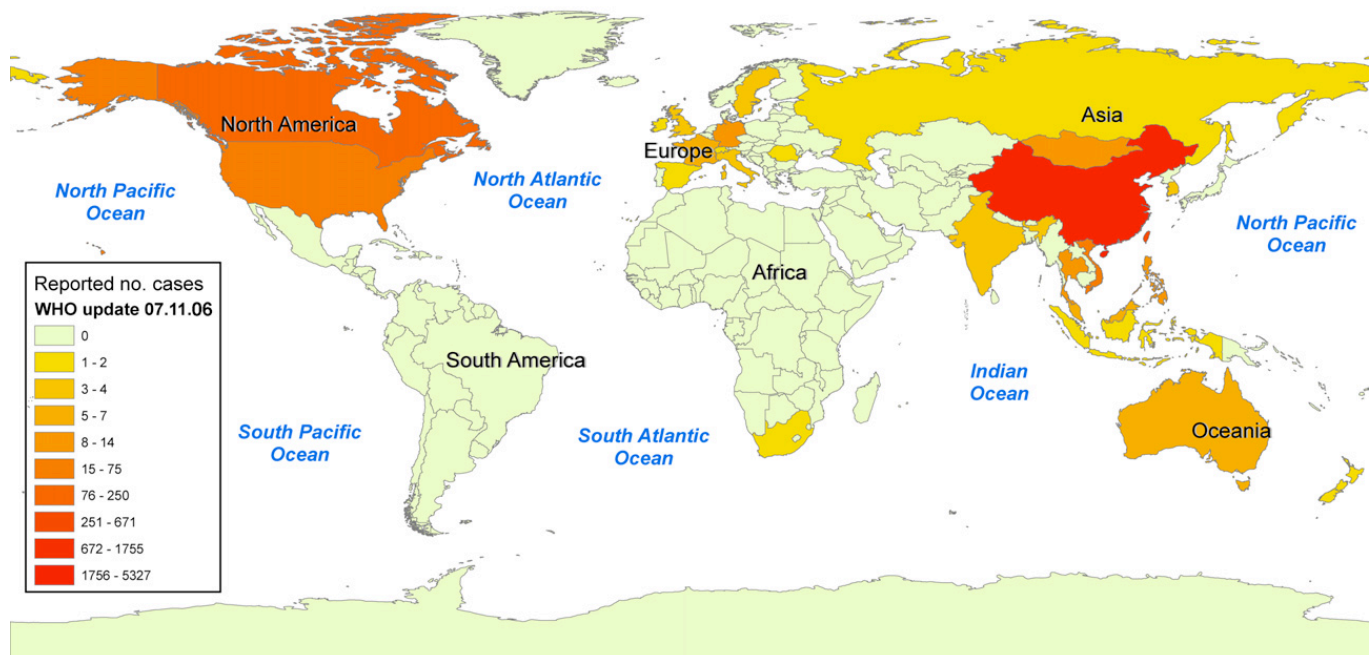 North America
Asia
Europe
North Pacific
Ocean
North Atlantic
Ocean
North Pacific
Ocean
Africa
Reported no. cases
WHO update 07.11.06
0
1 - 2
3 - 4
5 - 7
8 - 14
15 - 75
76 - 250
251 - 671
672 - 1755
1756 - 5327
South America
Indian
Ocean
South Pacific
Ocean
South Atlantic
Ocean
Oceania